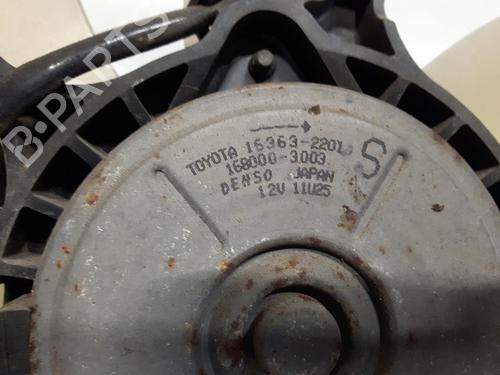 TOYOTA 16363-2201
168000-3003
DENSO JAPAN
12V 11U25
S
B-PARTS